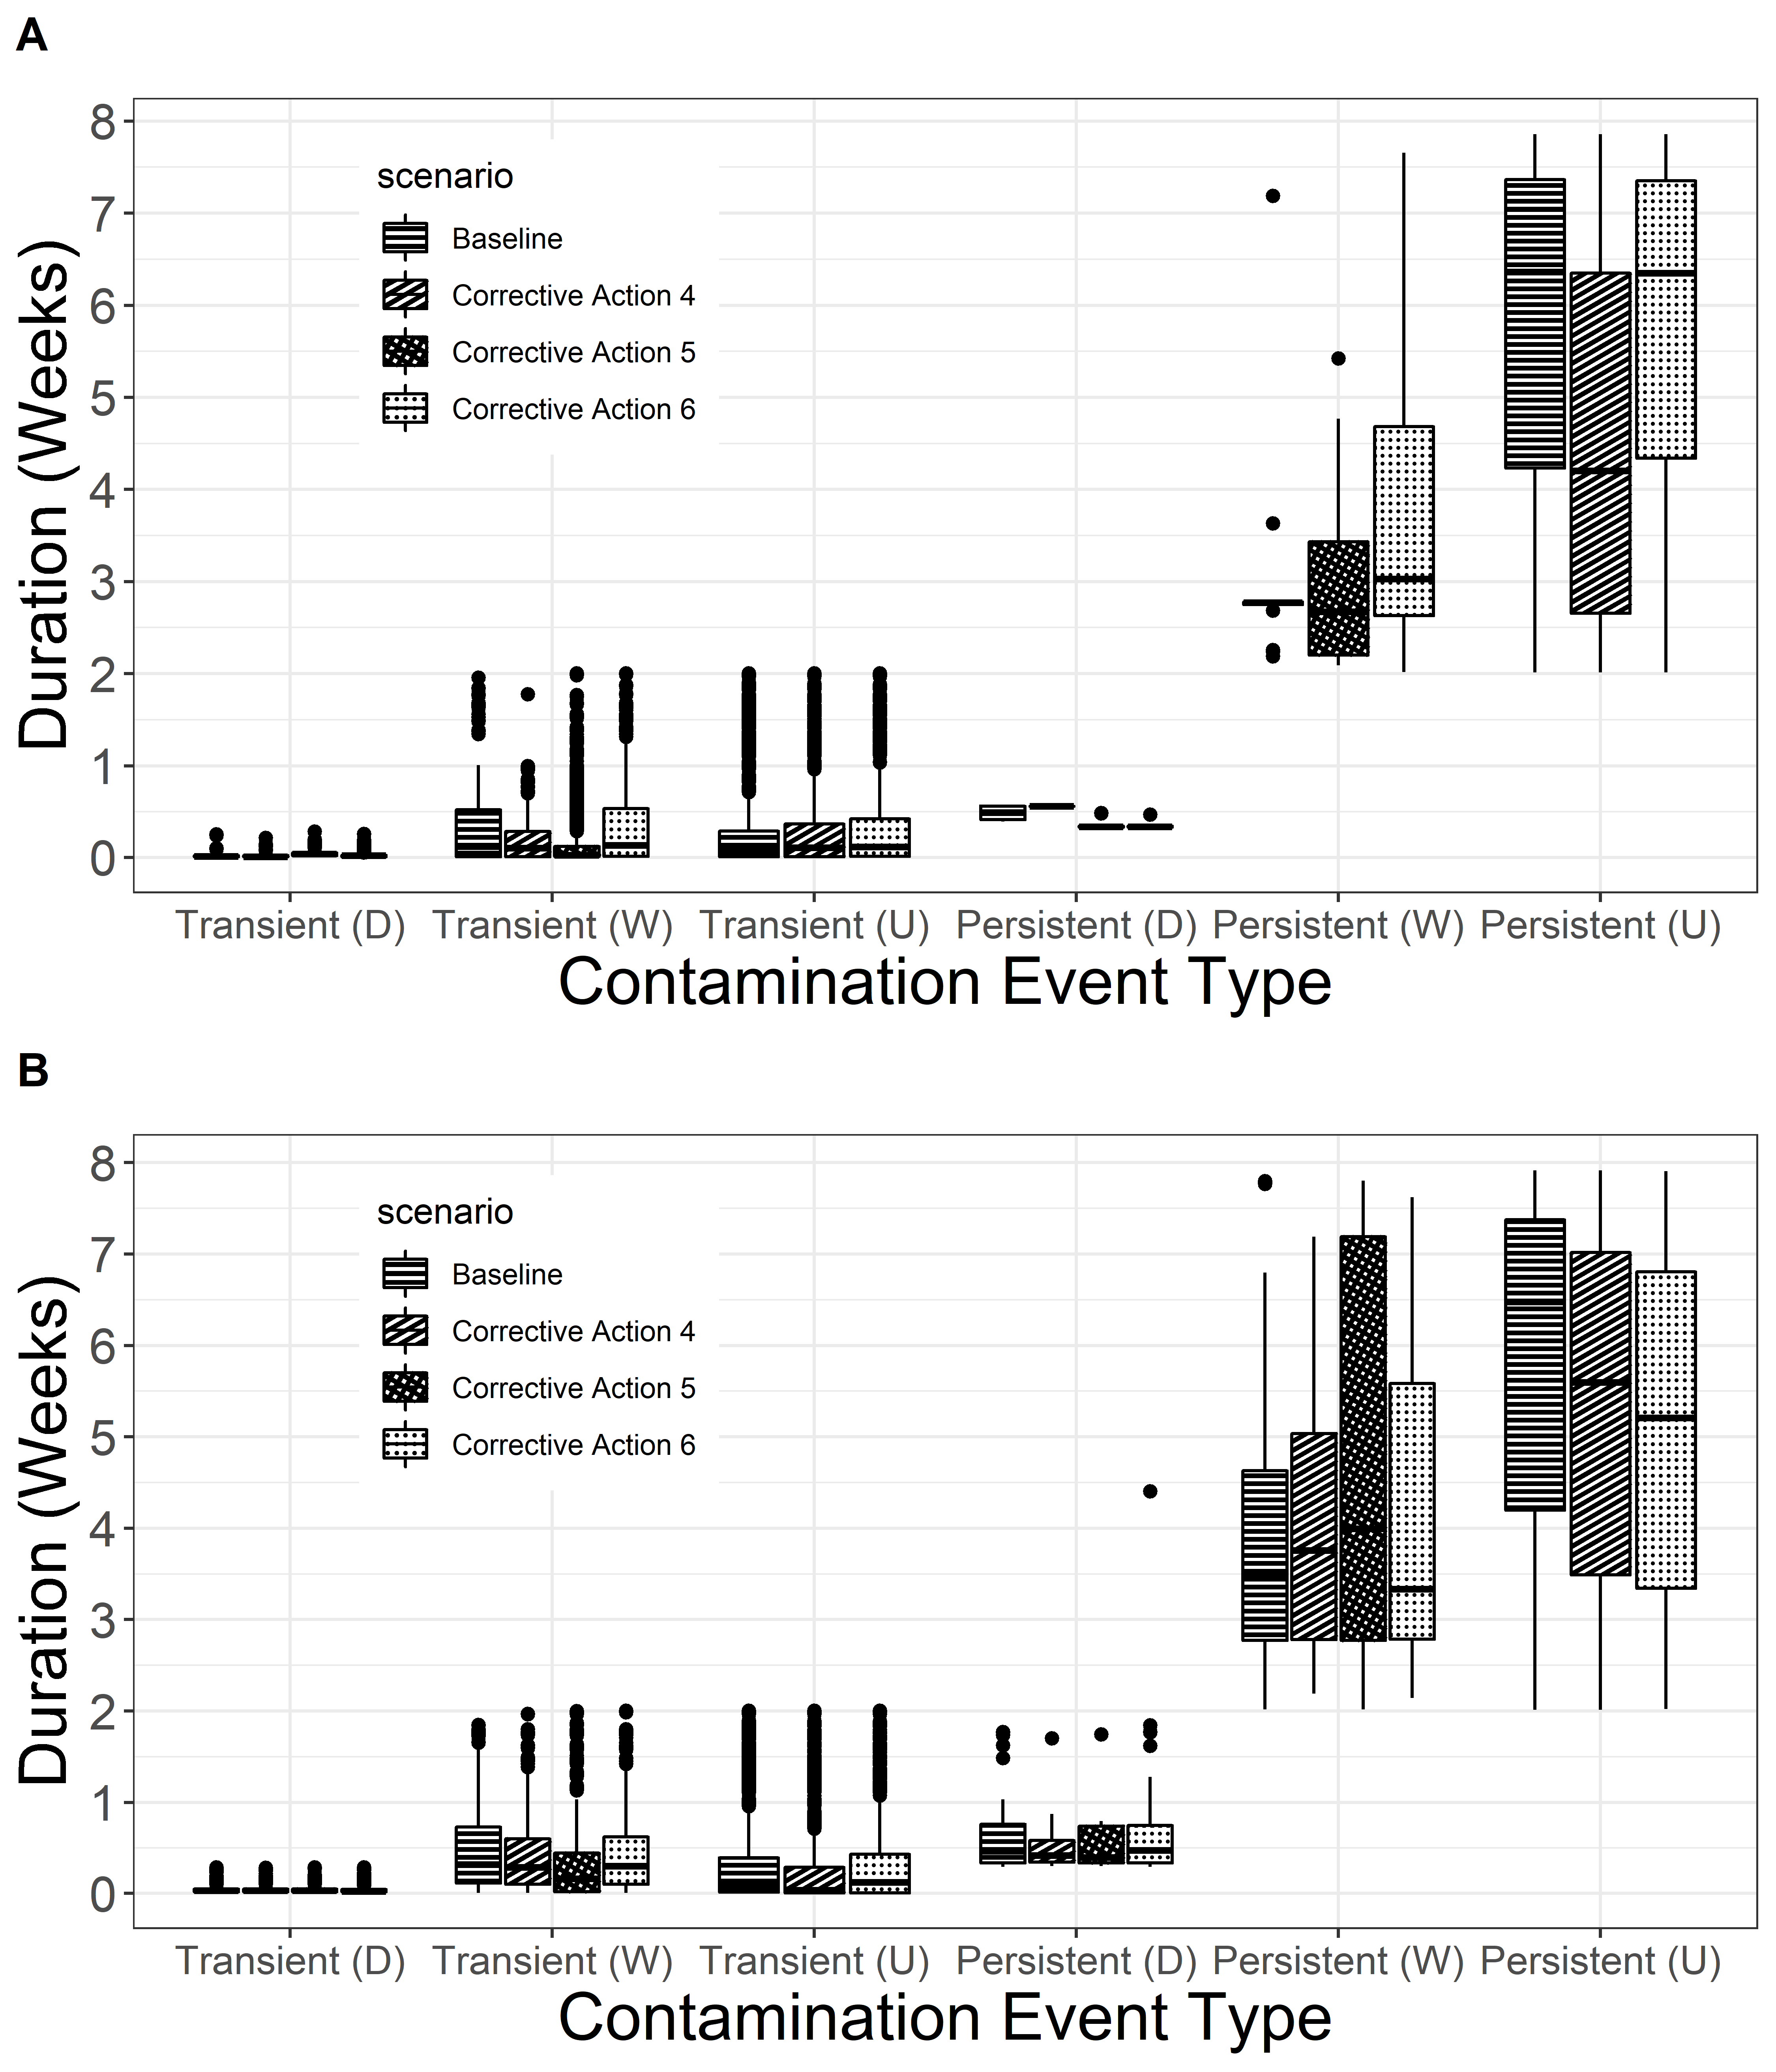 A
Duration (Weeks)
8
7
6
5
4
3
2
1
0
scenario
Baseline
Corrective Action 4
Corrective Action 5
Corrective Action 6
Transient (D) Transient (W) Transient (U) Persistent (D) Persistent (W) Persistent (U)
Contamination Event Type
B
Duration (Weeks)
8
7
6
5
4
3
2
1
0
scenario
Baseline
Corrective Action 4
Corrective Action 5
Corrective Action 6
Transient (D) Transient (W) Transient (U) Persistent (D) Persistent (W) Persistent (U)
Contamination Event Type